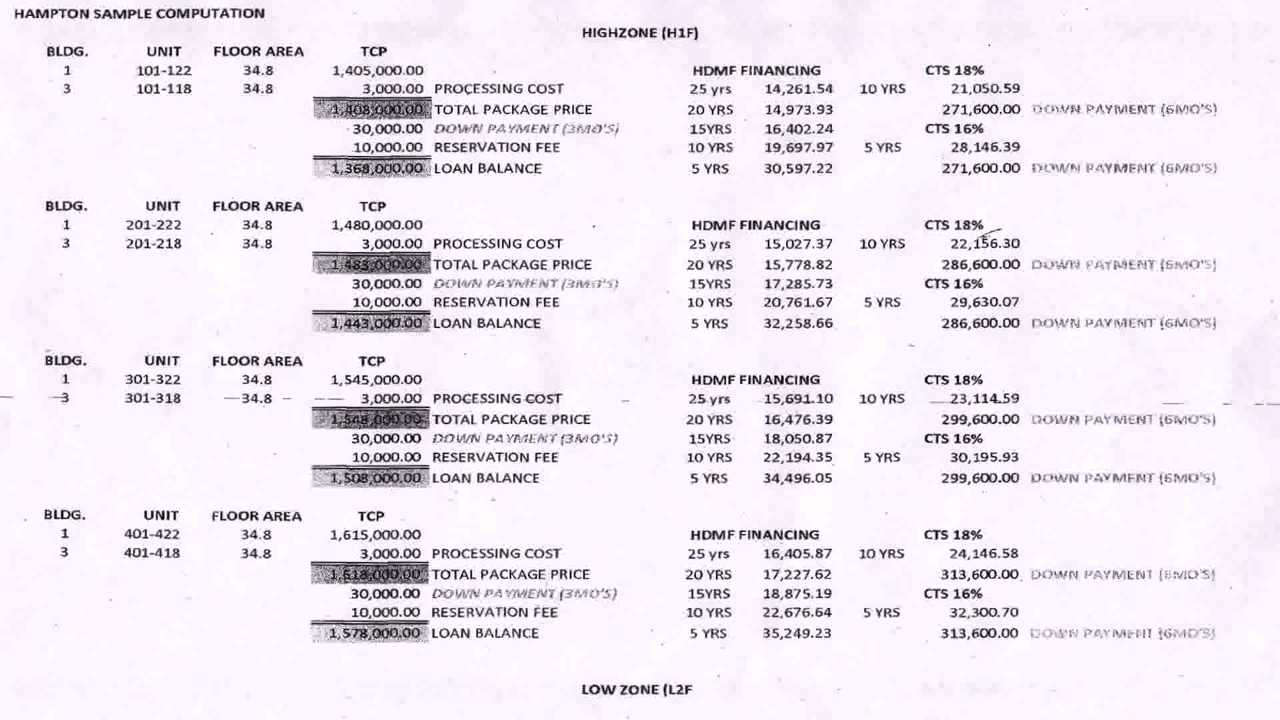 HAMPTON SAMPLE COMPUTATION
HIGHZONE (H1F)
BLDG. UNIT FLOOR AREA TCP
1 101-122 34.8 1,405,000.00 HDMF FINANCING CTS 18%
3 101-118 34.8 3,000.00 PROCESSING COST 25 yrs 14,261.54 10 YRS 21,050.59
1,408,000.00 TOTAL PACKAGE PRICE 20 YRS 14,973.93 271,600.00 DOWN PAYMENT (6MO'S)
30,000.00 DOWN PAYMENT (3MO'S) 15YRS 16,402.24 CTS 16%
10,000.00 RESERVATION FEE 10 YRS 19,697.97 5 YRS 28,146.39
1,368,000.00 LOAN BALANCE 5 YRS 30,597.22 271,600.00 DOWN PAYMENT (6MO'S)
BLDG. UNIT FLOOR AREA TCP
1 201-222 34.8 1,480,000.00 HDMF FINANCING CTS 18%
3 201-218 34.8 3,000.00 PROCESSING COST 25 yrs 15,027.37 10 YRS 22,156.30
1,483,000.00 TOTAL PACKAGE PRICE 20 YRS 15,778.82 286,600.00 DOWN PAYMENT (6MO'S)
30,000.00 DOWN PAYMENT (3MO'S) 15YRS 17,285.73 CTS 16%
10,000.00 RESERVATION FEE 10 YRS 20,761.67 5 YRS 29,630.07
1,443,000.00 LOAN BALANCE 5 YRS 32,258.66 286,600.00 DOWN PAYMENT (6MO'S)
BLDG. UNIT FLOOR AREA TCP
1 301-322 34.8 1,545,000.00 HDMF FINANCING CTS 18%
3 301-318 34.8 3,000.00 PROCESSING COST 25 yrs 15,691.10 10 YRS 23,114.59
1,548,000.00 TOTAL PACKAGE PRICE 20 YRS 16,476.39 299,600.00 DOWN PAYMENT (6MO'S)
30,000.00 DOWN PAYMENT (3MO'S) 15YRS 18,050.87 CTS 16%
10,000.00 RESERVATION FEE 10 YRS 22,194.35 5 YRS 30,195.93
1,508,000.00 LOAN BALANCE 5 YRS 34,496.05 299,600.00 DOWN PAYMENT (6MO'S)
BLDG. UNIT FLOOR AREA TCP
1 401-422 34.8 1,615,000.00 HDMF FINANCING CTS 18%
3 401-418 34.8 3,000.00 PROCESSING COST 25 yrs 16,405.87 10 YRS 24,146.58
1,618,000.00 TOTAL PACKAGE PRICE 20 YRS 17,227.62 313,600.00 DOWN PAYMENT (6MO'S)
30,000.00 DOWN PAYMENT (3MO'S) 15YRS 18,875.19 CTS 16%
10,000.00 RESERVATION FEE 10 YRS 22,676.64 5 YRS 32,300.70
1,578,000.00 LOAN BALANCE 5 YRS 35,249.23 313,600.00 DOWN PAYMENT (6MO'S)
LOW ZONE (L2F